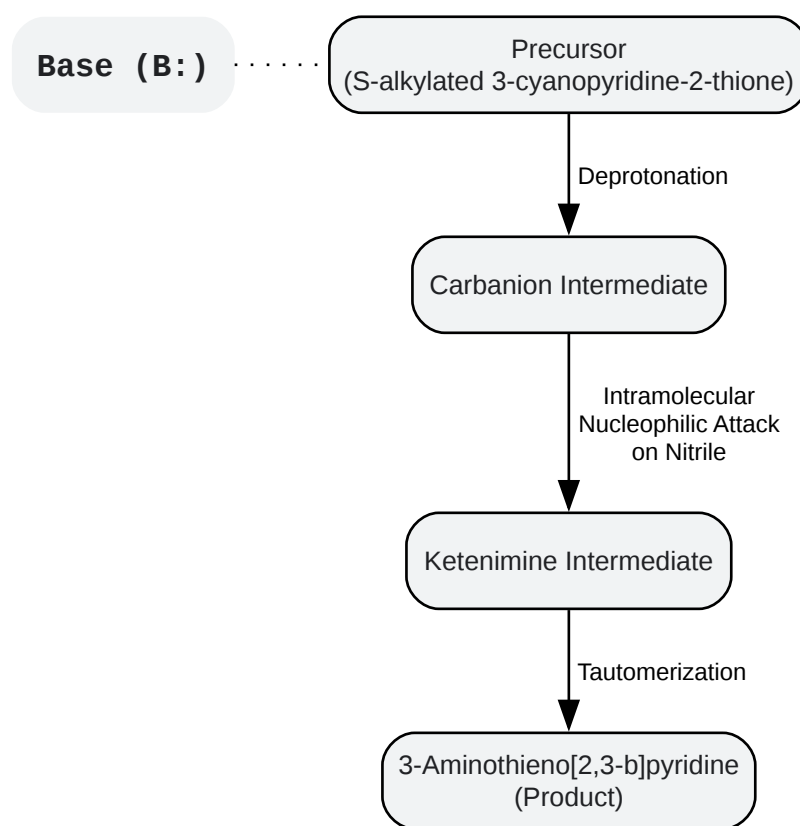 Base (B:)
Precursor
(S-alkylated 3-cyanopyridine-2-thione)
Deprotonation
Carbanion Intermediate
Intramolecular
Nucleophilic Attack
on Nitrile
Ketenimine Intermediate
Tautomerization
3-Aminothieno[2,3-b]pyridine
(Product)